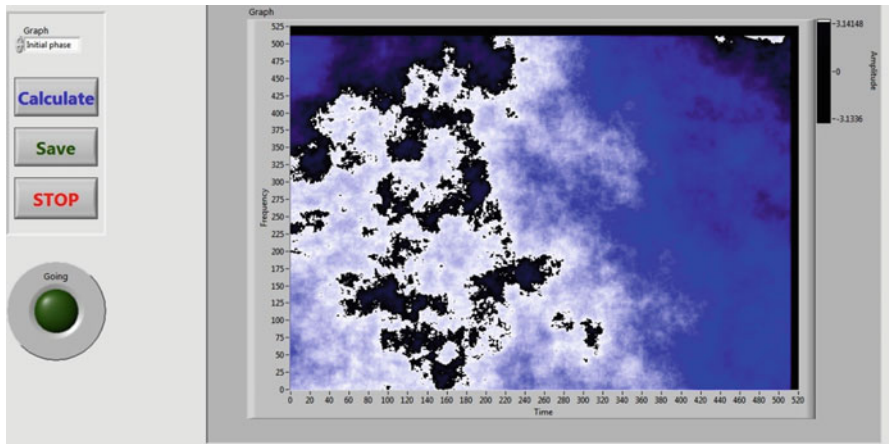 Graph
Initial phase
Calculate
Save
STOP
Going
Graph
525-
500-
475-
450-
425-
400-
375-
350-
325-
300-
275-
250-
225-
200-
175-
150-
125-
100-
75-
50-
25-
0-
Frequency
0 20 40 60 80 100 120 140 160 180 200 220 240 260 280 300 320 340 360 380 400 420 440 460 480 500 520
Time
-3.14148
-0
--3.1336
Amplitude